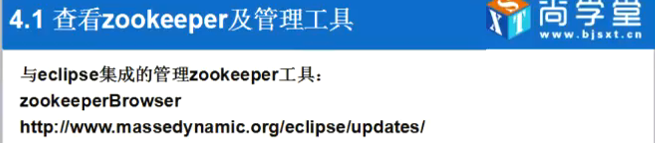 4.1 查看zookeeper及管理工具
尚学堂
www.bjsxt.cn
与eclipse集成的管理zookeeper工具：
zookeeperBrowser
http://www.massedynamic.org/eclipse/updates/